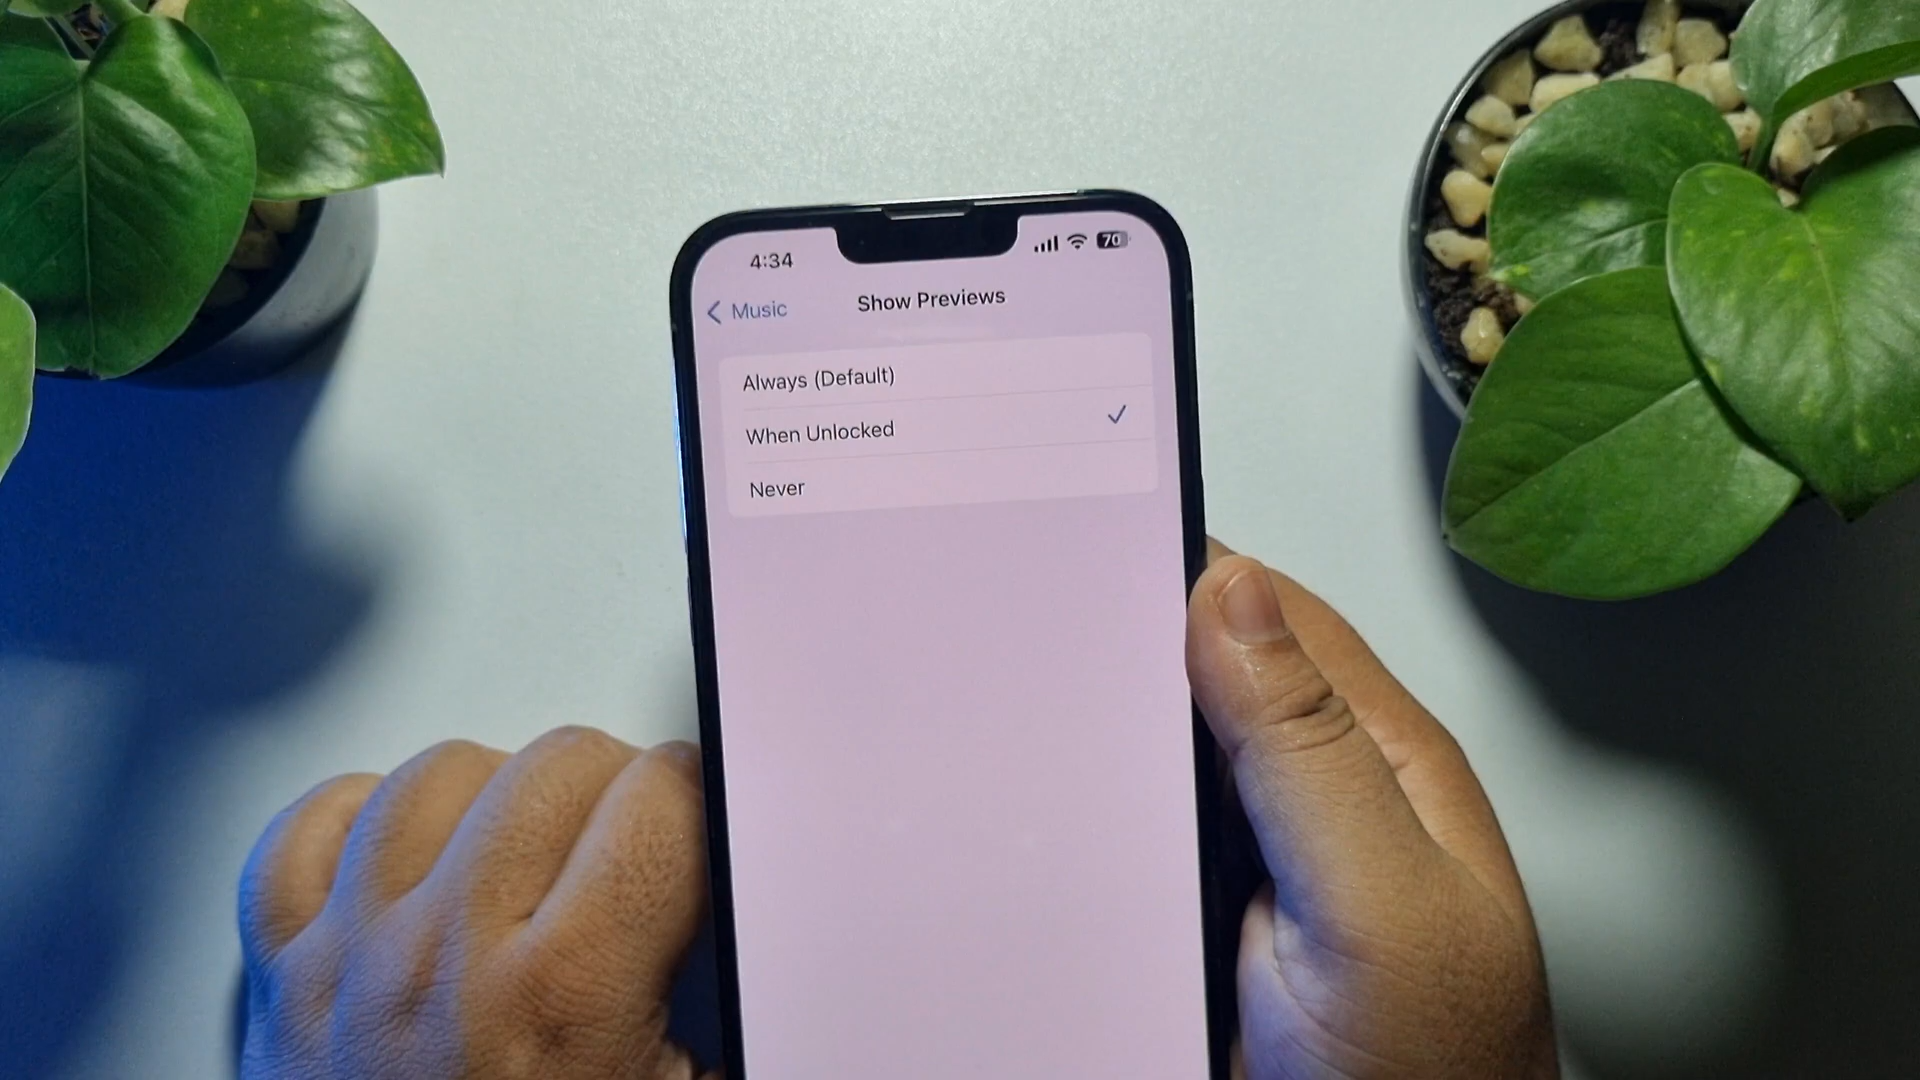 4:34
70
Music
Show Previews
Always (Default)
When Unlocked
Never